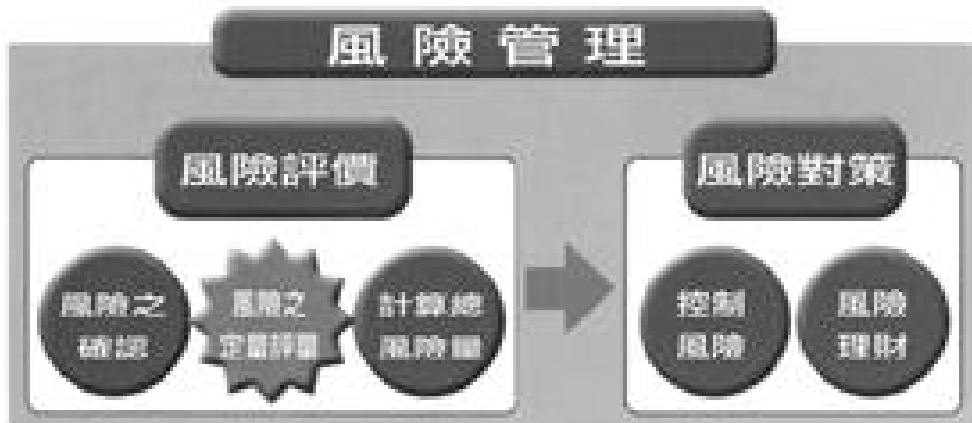 風險管理
風險評價
風險對策
風險之
確認
風險之
定量評量
計算總
風險量
控制
風險
風險
理財